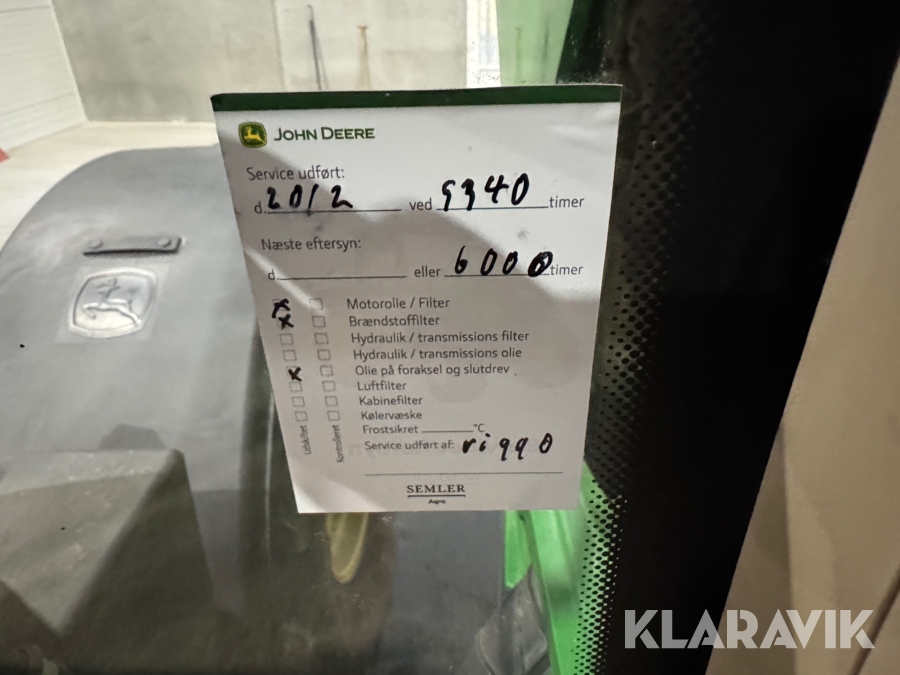 JOHN DEERE
Service udført:
d. 20/2 ved 5340 timer
Næste eftersyn:
d. eller 6000 timer
Motorolie / Filter
Brændstoffilter
Hydraulik / transmissions filter
Hydraulik / transmissions olie
Olie på foraksel og slutdrev
Luftfilter
Kabinefilter
Kølervæske
Frostsikret °C
Udskiftet
Kontrolleret
Service udført af: riggo
SEMLER
Agro
KLARAVIK